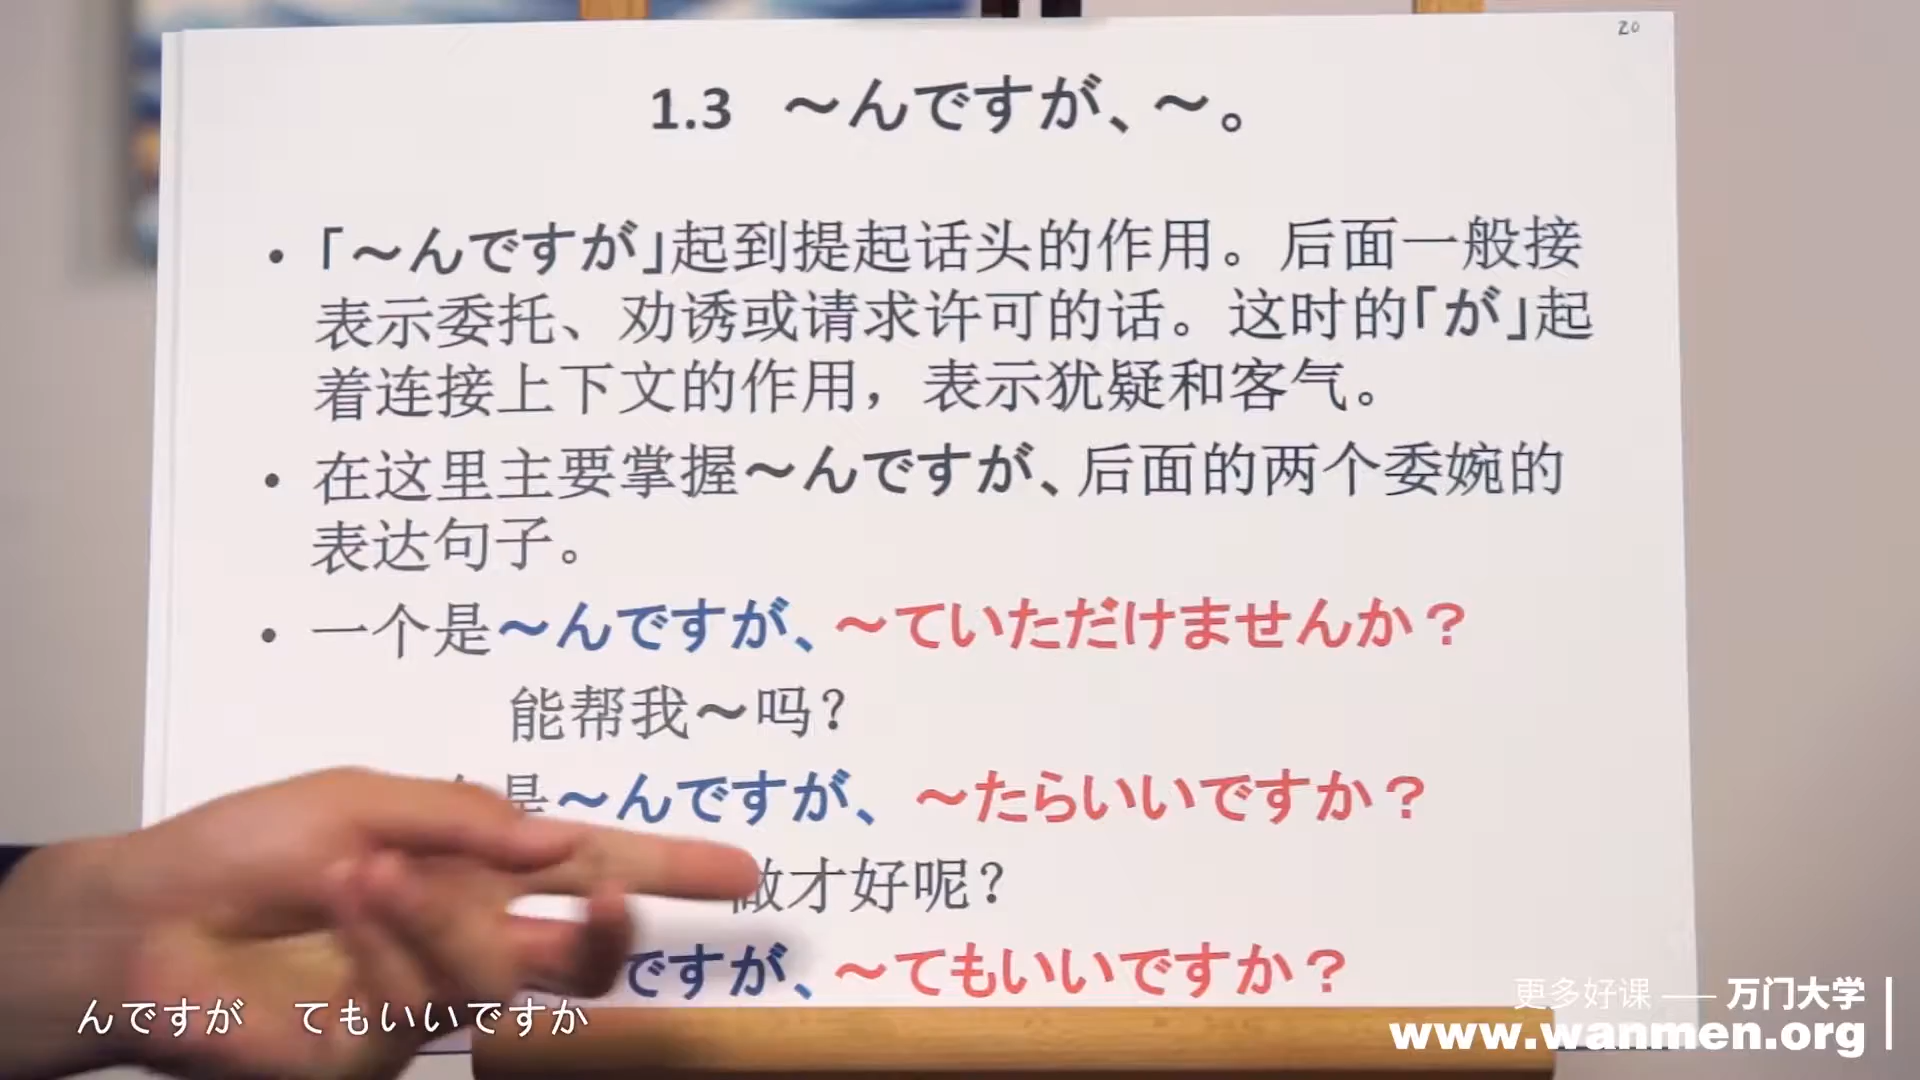 20
1.3 ～んですが、～。
• 「～んですが」起到提起话头的作用。后面一般接
表示委托、劝诱或请求许可的话。这时的「が」起
着连接上下文的作用，表示犹疑和客气。
• 在这里主要掌握～んですが、后面的两个委婉的
表达句子。
• 一个是～んですが、～ていただけませんか？
能帮我～吗？
是～んですが、～たらいいですか？
做才好呢？
ですが、～てもいいですか？
んですが てもいいですか
更多好课 —— 万门大学
www.wanmen.org